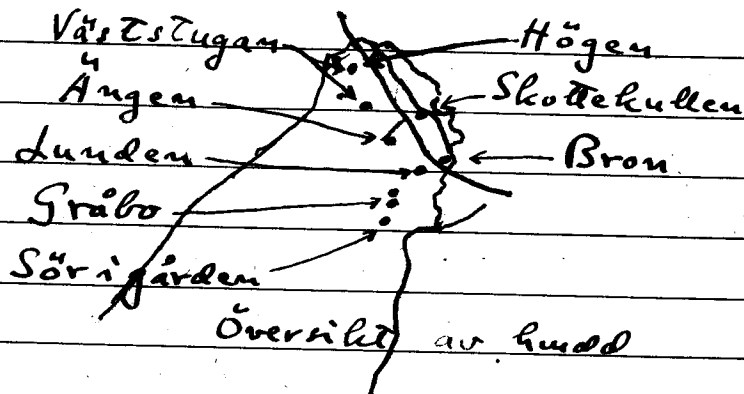 Väststugan
Högen
Ängen
Skottekullen
Lunden
Bron
Gråbo
Sör i gården
Översikt av